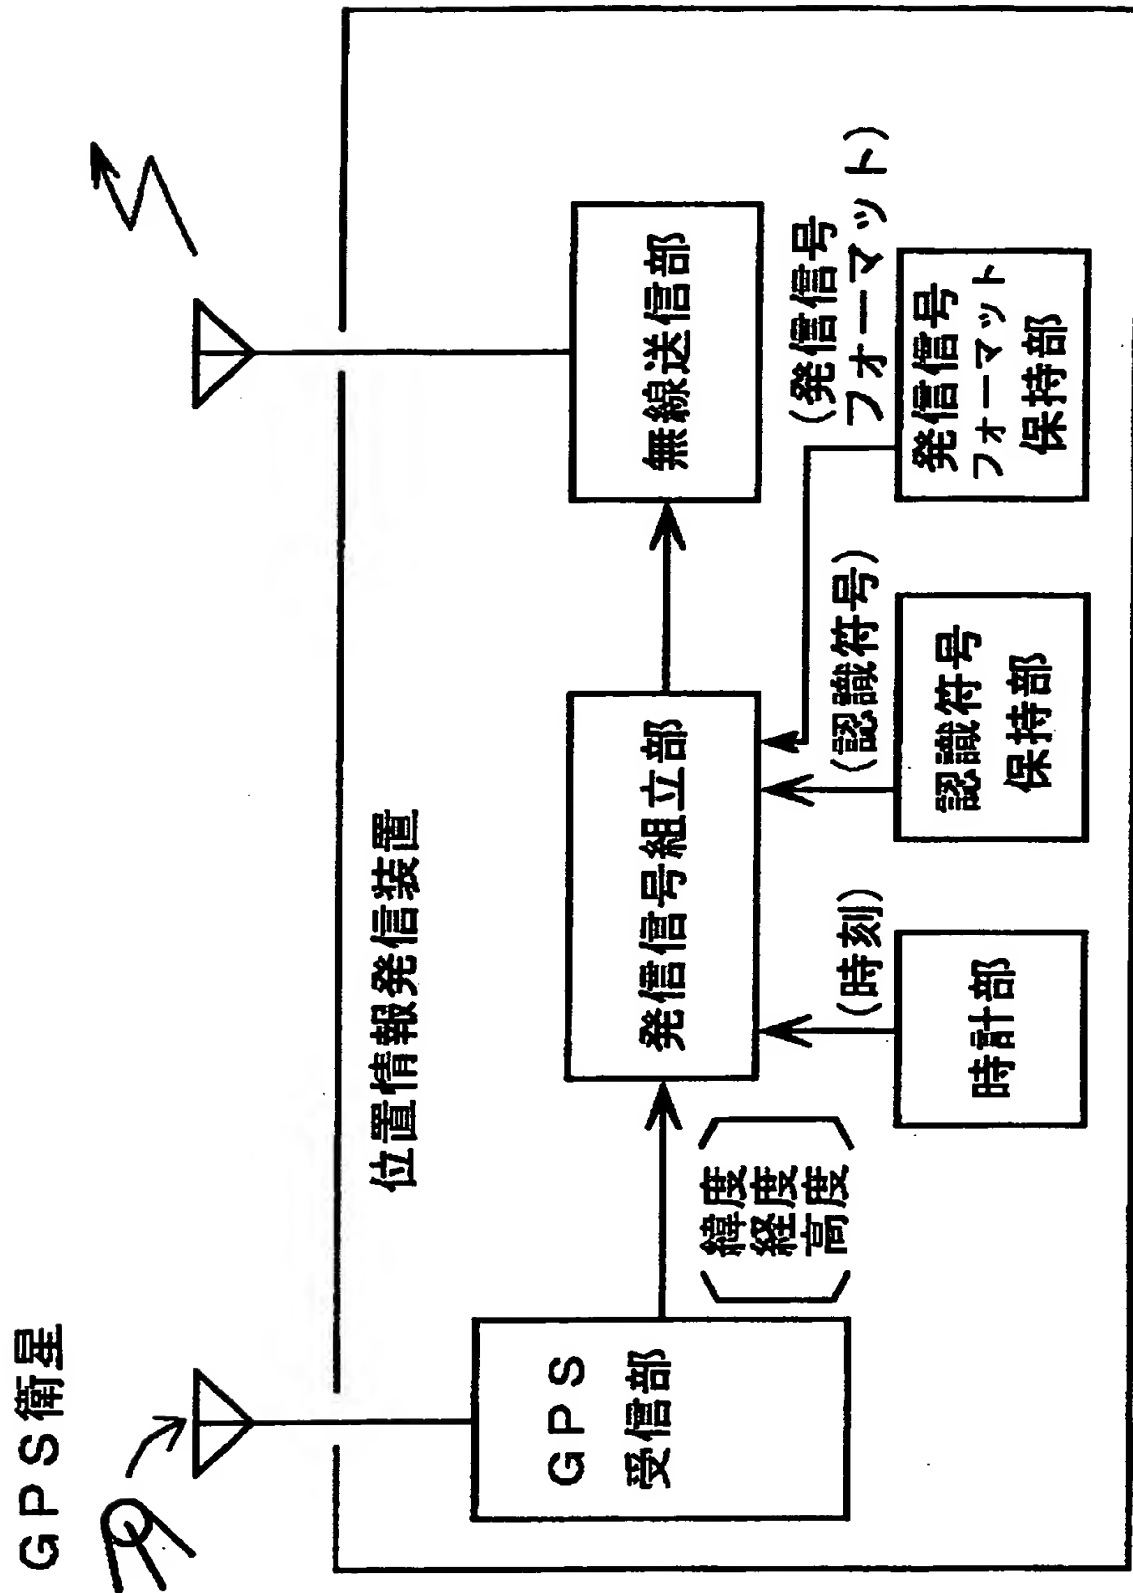 GPS衛星
位置情報発信装置
GPS
受信部
緯度
経度
高度
発信信号組立部
無線送信部
(時刻)
(認識符号)
(発信信号
フォーマット)
時計部
認識符号
保持部
発信信号
フォーマット
保持部